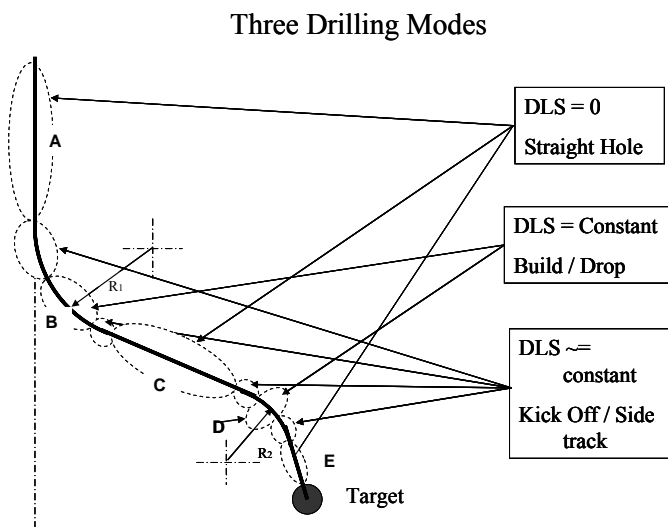 Three Drilling Modes
DLS = 0
Straight Hole
A
DLS = Constant
Build / Drop
R1
B
DLS ~=
constant
Kick Off / Side
track
C
D
R2
E
Target